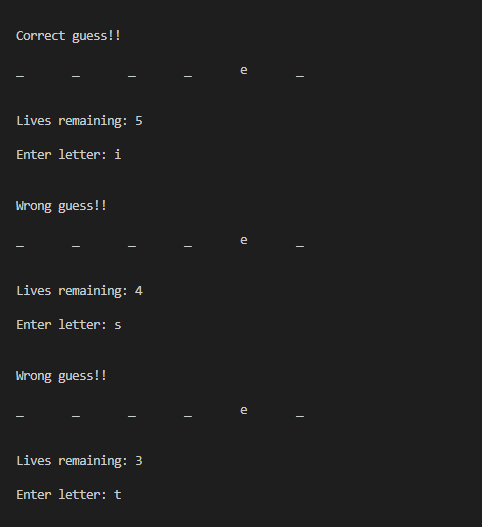 Correct guess!!
_ _ _ _ e _
Lives remaining: 5
Enter letter: i
Wrong guess!!
_ _ _ _ e _
Lives remaining: 4
Enter letter: s
Wrong guess!!
_ _ _ _ e _
Lives remaining: 3
Enter letter: t